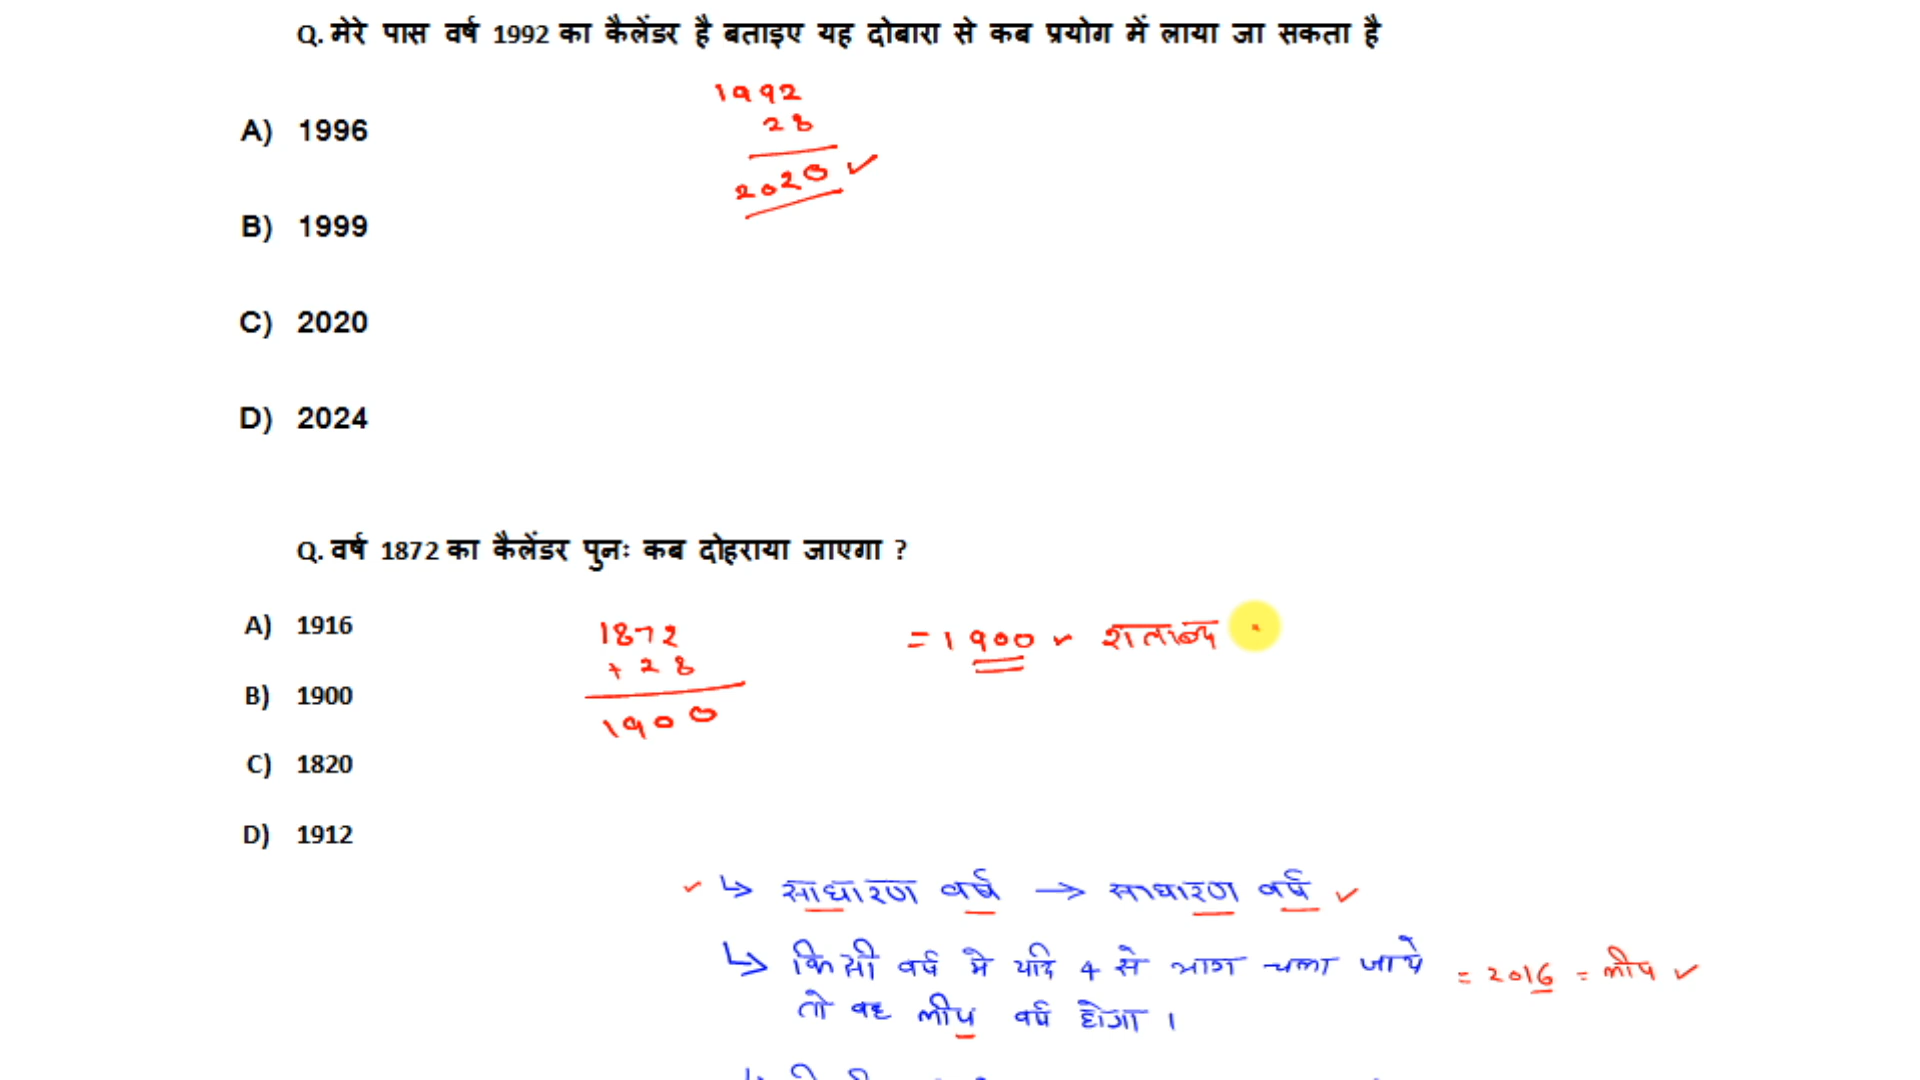 Q. मेरे पास वर्ष 1992 का कैलेंडर है बताइए यह दोबारा से कब प्रयोग में लाया जा सकता है
1992
28
2020 ✓
A) 1996
B) 1999
C) 2020
D) 2024
Q. वर्ष 1872 का कैलेंडर पुनः कब दोहराया जाएगा ?
A) 1916
B) 1900
C) 1820
D) 1912
1872
+ 28
1900
= 1900 ✓ शताब्द
✓ ↳ साधारण वर्ष → साधारण वर्ष ✓
↳ किसी वर्ष मे यदि 4 से भाग चला जाये = 2016 = लीप ✓
तो वह लीप वर्ष होगा ।